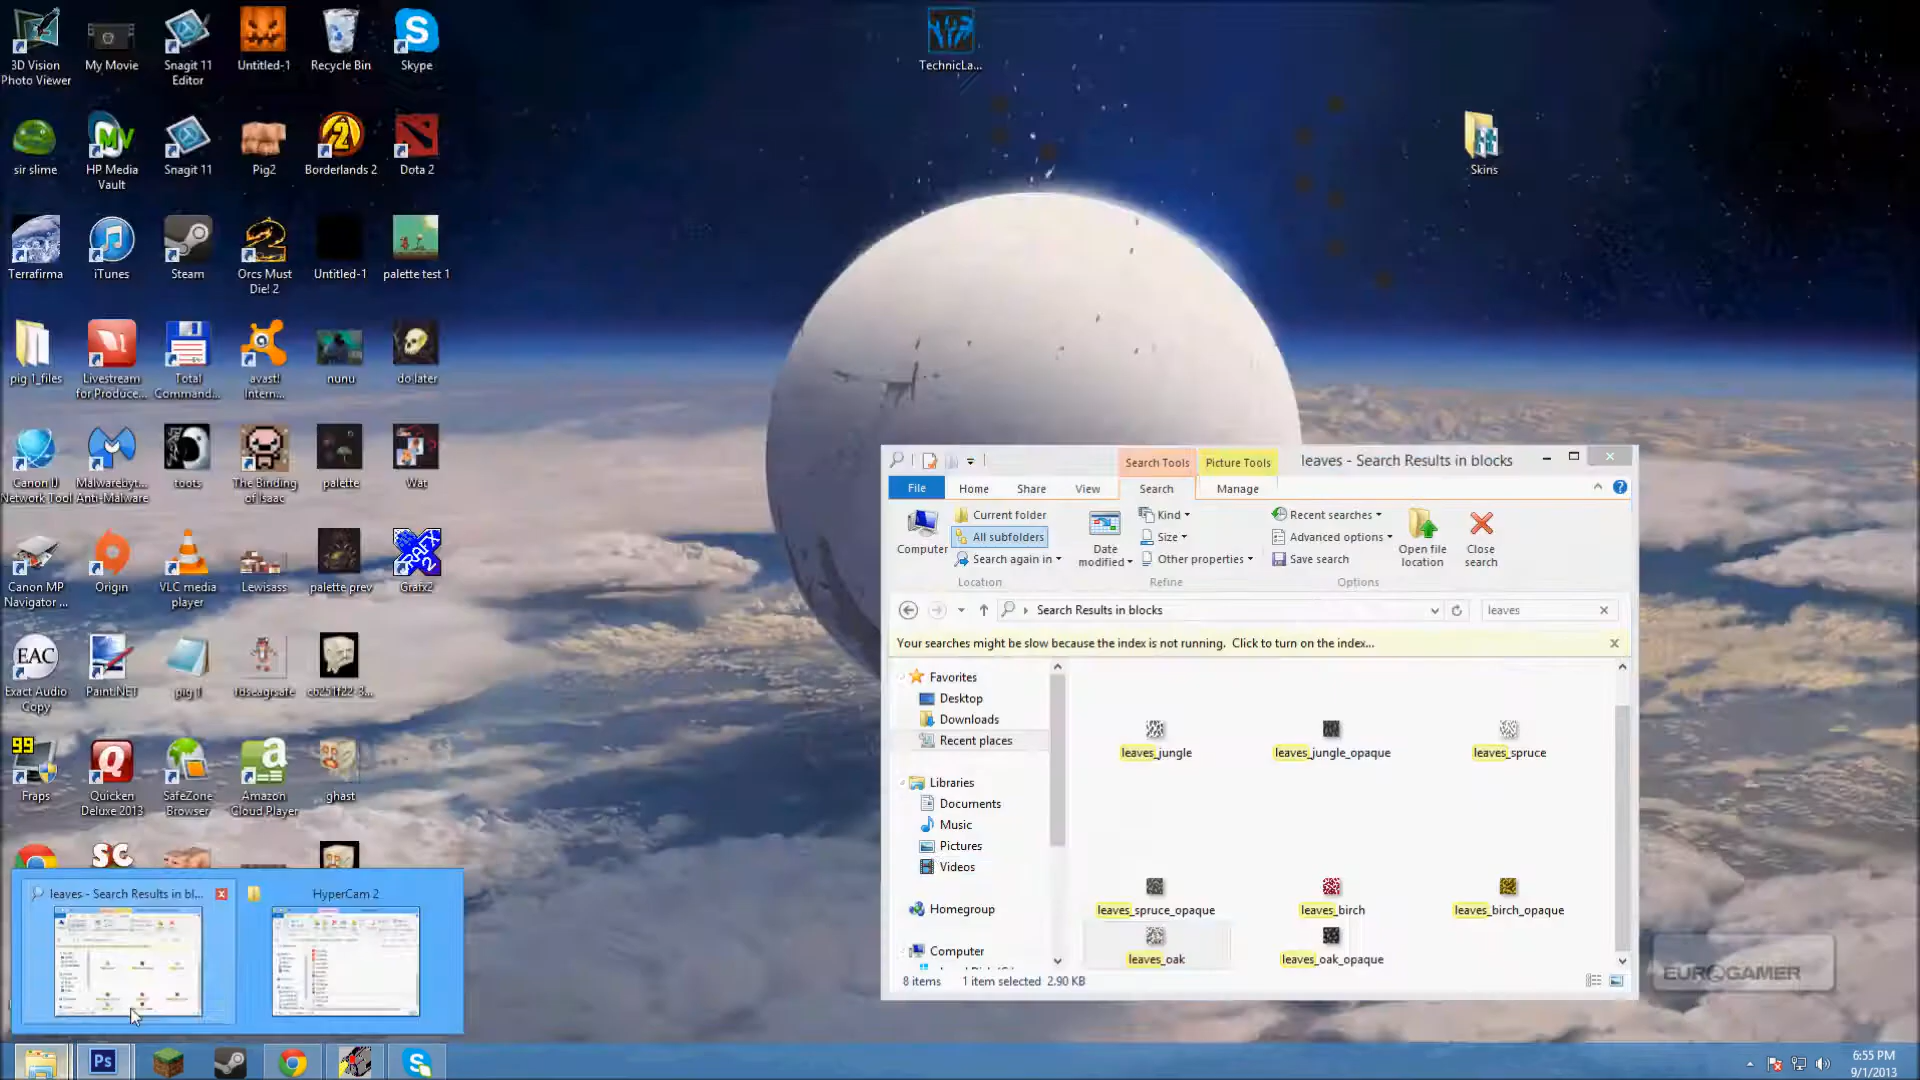 3D Vision
Photo Viewer
My Movie
Snagit 11
Editor
Untitled-1
Recycle Bin
Skype
TechnicLa...
sir slime
HP Media
Vault
Snagit 11
Pig2
Borderlands 2
Dota 2
Skins
Terrafirma
iTunes
Steam
Orcs Must
Die! 2
Untitled-1
palette test 1
pig 1_files
Livestream
for Produce...
Total
Command...
avast!
Intern...
nunu
do later
Canon IJ
Network Tool
Malwarebyt...
Anti-Malware
toots
The Binding
of Isaac
palette
Wat
Canon MP
Navigator ...
Origin
VLC media
player
Lewisass
palette prev
Grafx2
EAC
Exact Audio
Copy
Paint.NET
pig 1
99
Fraps
Quicken
Deluxe 2013
SafeZone
Browser
Amazon
Cloud Player
ghast
SC
leaves - Search Results in bl...
HyperCam 2
Search Tools
Picture Tools
leaves - Search Results in blocks
File
Home
Share
View
Search
Manage
Computer
Current folder
All subfolders
Search again in
Location
Date
modified
Kind
Size
Other properties
Refine
Recent searches
Advanced options
Save search
Options
Open file
location
Close
search
Search Results in blocks
leaves
Your searches might be slow because the index is not running. Click to turn on the index...
Favorites
Desktop
Downloads
Recent places
Libraries
Documents
Music
Pictures
Videos
Homegroup
Computer
leaves_jungle
leaves_jungle_opaque
leaves_spruce
leaves_spruce_opaque
leaves_birch
leaves_birch_opaque
leaves_oak
leaves_oak_opaque
8 items
1 item selected 2.90 KB
EUROGAMER
Ps
6:55 PM
9/1/2013